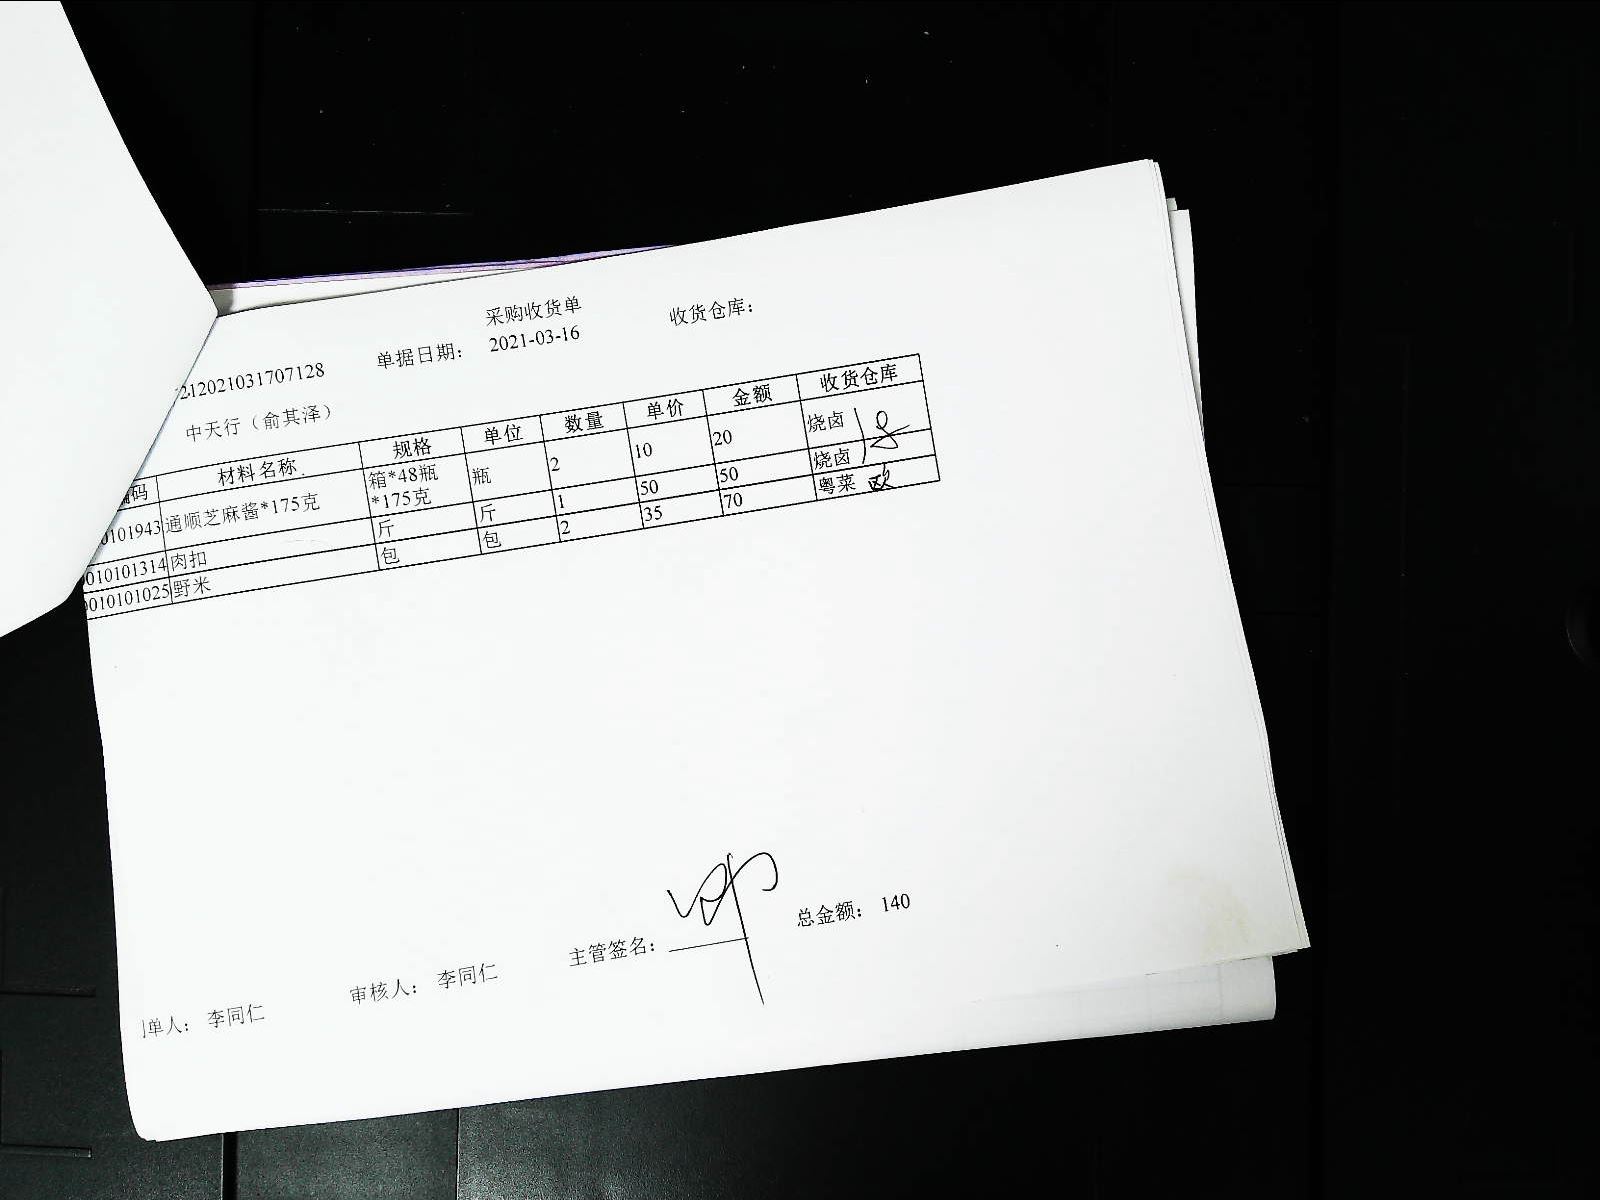 采购收货单
单据日期： 2021-03-16 收货仓库：
212021031707128
中天行（俞其泽）
编码 材料名称 规格 单位 数量 单价 金额 收货仓库
0101943 通顺芝麻酱*175克 箱*48瓶*175克 瓶 2 10 20 烧卤
010101314 肉扣 斤 斤 1 50 50 烧卤
010101025 野米 包 包 2 35 70 粤菜 欧
单人： 李同仁 审核人： 李同仁 主管签名： 总金额： 140